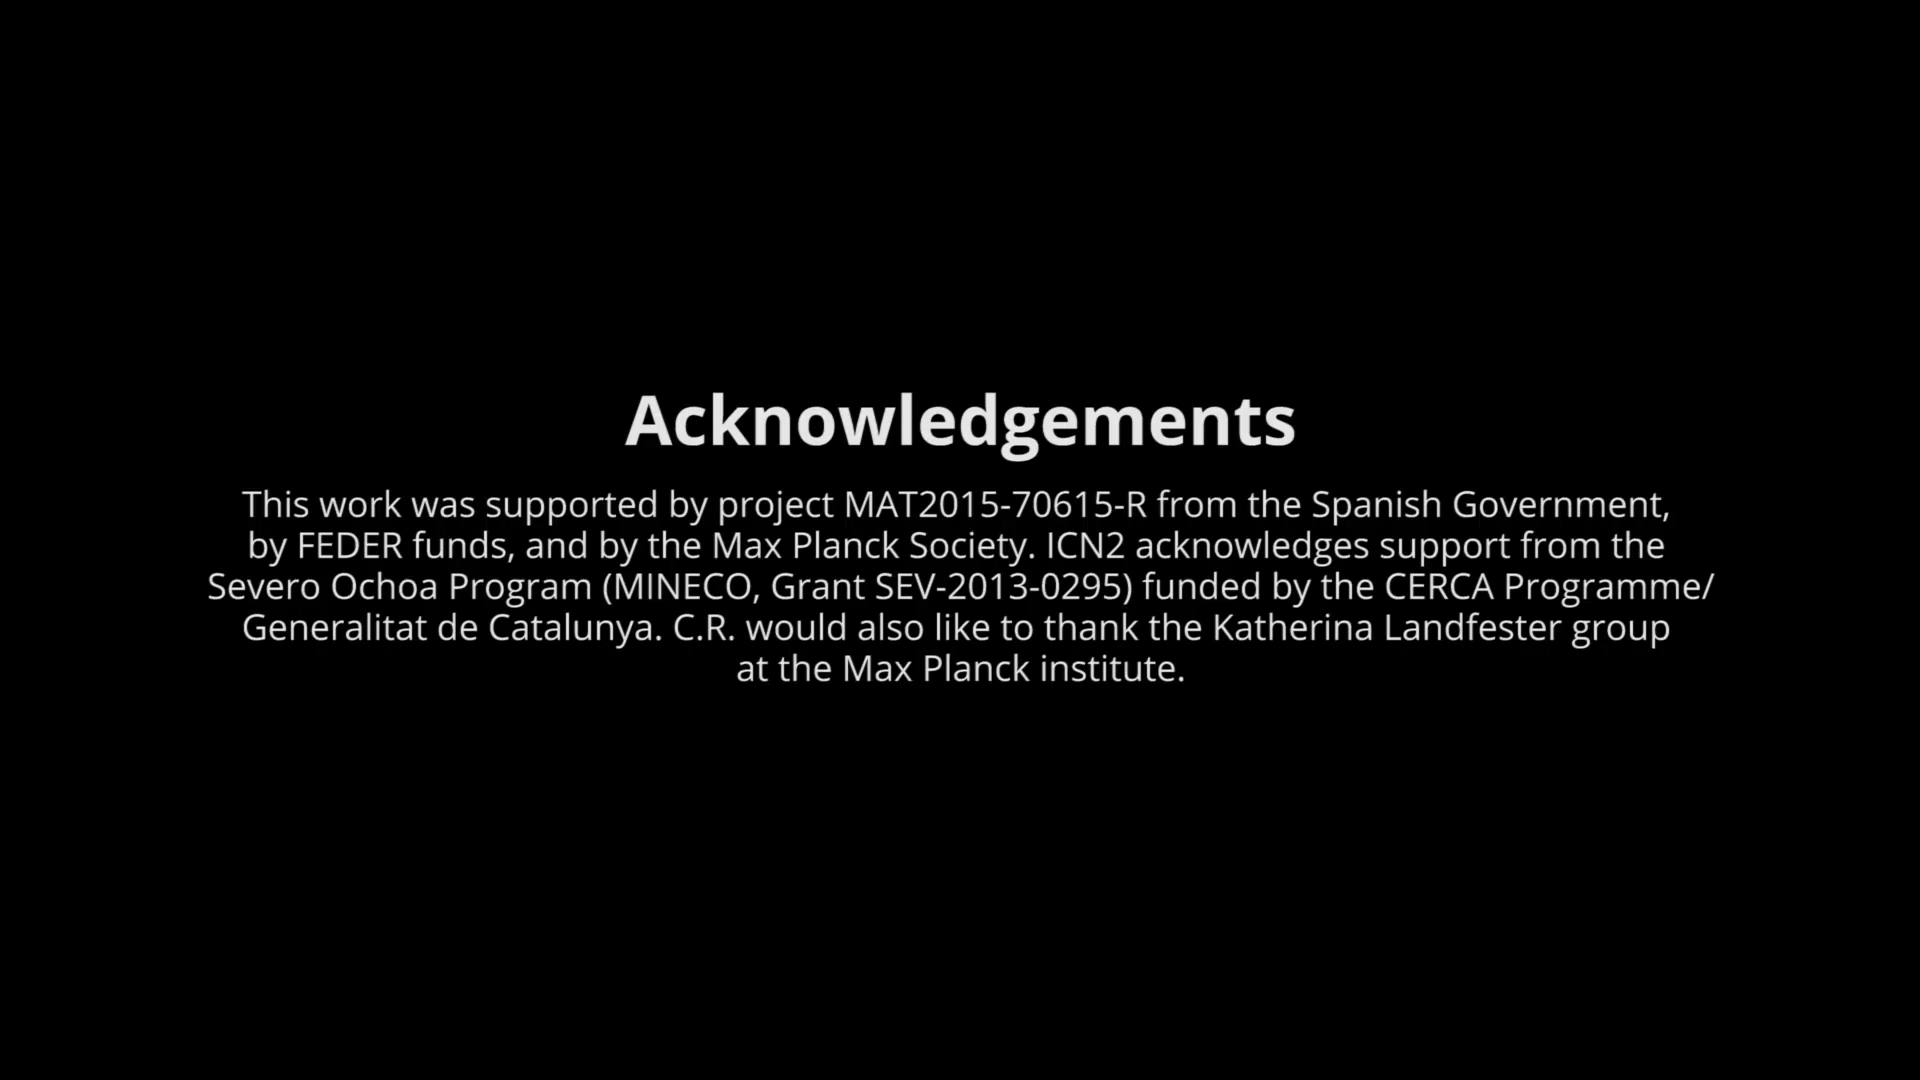 Acknowledgements
This work was supported by project MAT2015-70615-R from the Spanish Government,
by FEDER funds, and by the Max Planck Society. ICN2 acknowledges support from the
Severo Ochoa Program (MINECO, Grant SEV-2013-0295) funded by the CERCA Programme/
Generalitat de Catalunya. C.R. would also like to thank the Katherina Landfester group
at the Max Planck institute.